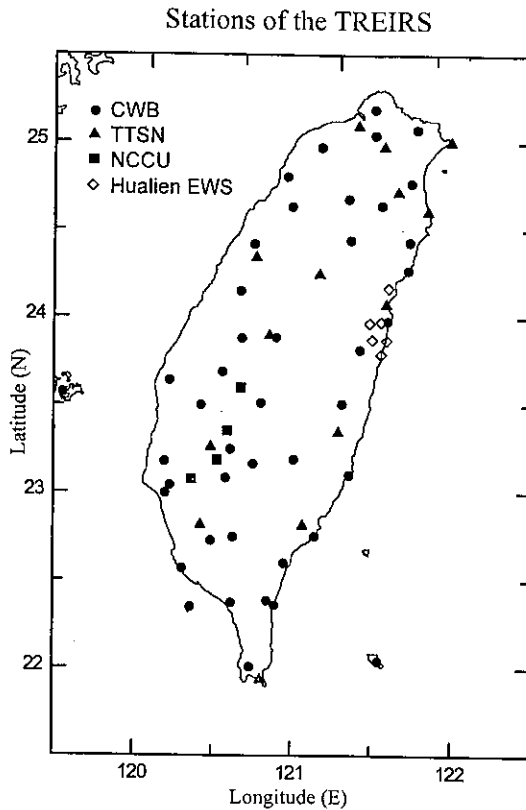 Stations of the TREIRS
CWB
TTSN
NCCU
Hualien EWS
25
24
23
22
Latitude (N)
120
121
122
Longitude (E)